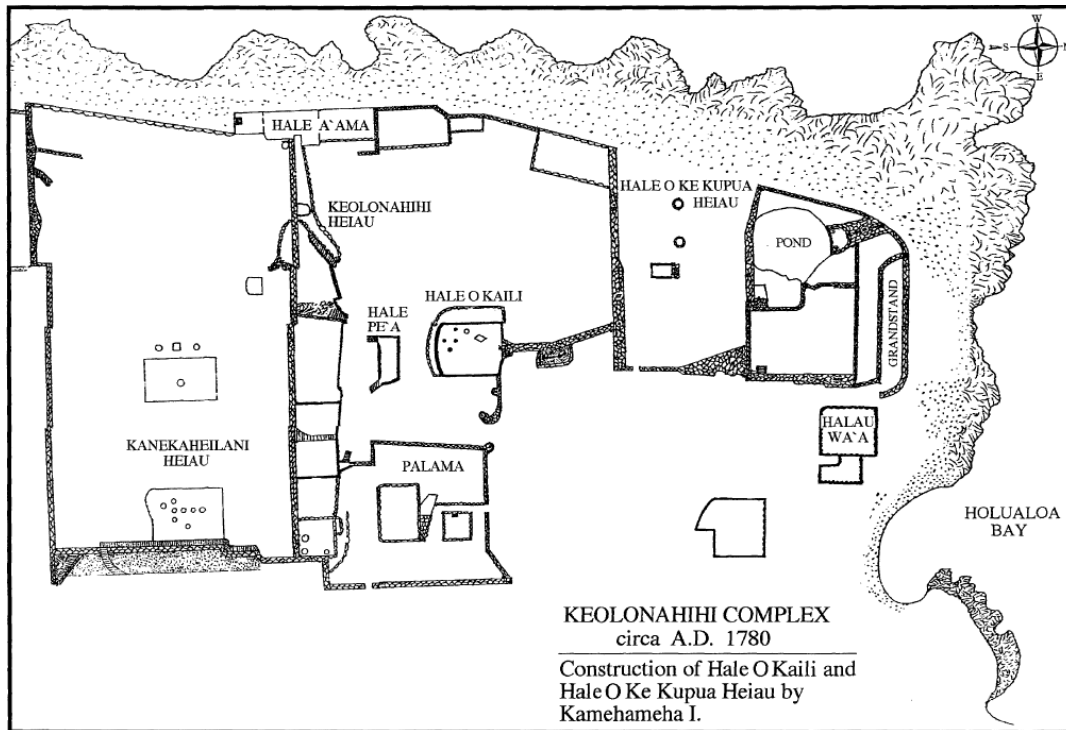 W
S
N
E
HALE A`AMA
KEOLONAHIHI
HEIAU
HALE O KE KUPUA
HEIAU
POND
GRANDSTAND
HALE O KAILI
HALE
PE`A
HALAU
WA`A
KANEKAHEILANI
HEIAU
PALAMA
HOLUALOA
BAY
KEOLONAHIHI COMPLEX
circa A.D. 1780
Construction of Hale O Kaili and
Hale O Ke Kupua Heiau by
Kamehameha I.